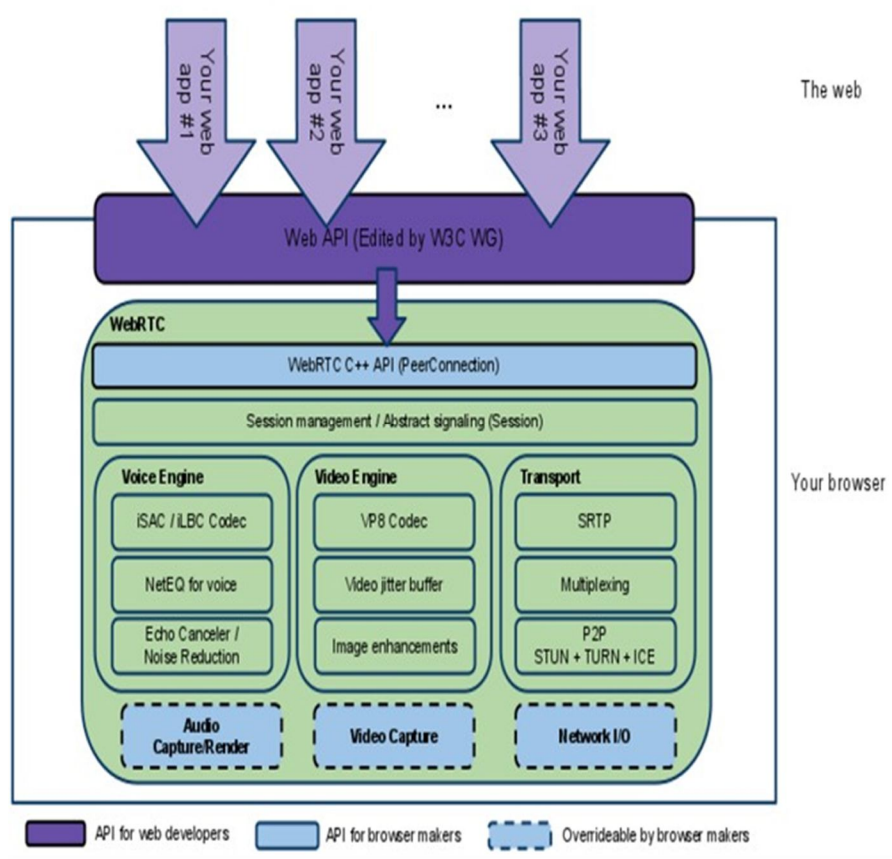 Your web
app #1
Your web
app #2
...
Your web
app #3
The web
Web API (Edited by W3C WG)
WebRTC
WebRTC C++ API (PeerConnection)
Session management / Abstract signaling (Session)
Your browser
Voice Engine
iSAC / iLBC Codec
NetEQ for voice
Echo Canceler /
Noise Reduction
Video Engine
VP8 Codec
Video jitter buffer
Image enhancements
Transport
SRTP
Multiplexing
P2P
STUN + TURN + ICE
Audio
Capture/Render
Video Capture
Network I/O
API for web developers
API for browser makers
Overrideable by browser makers